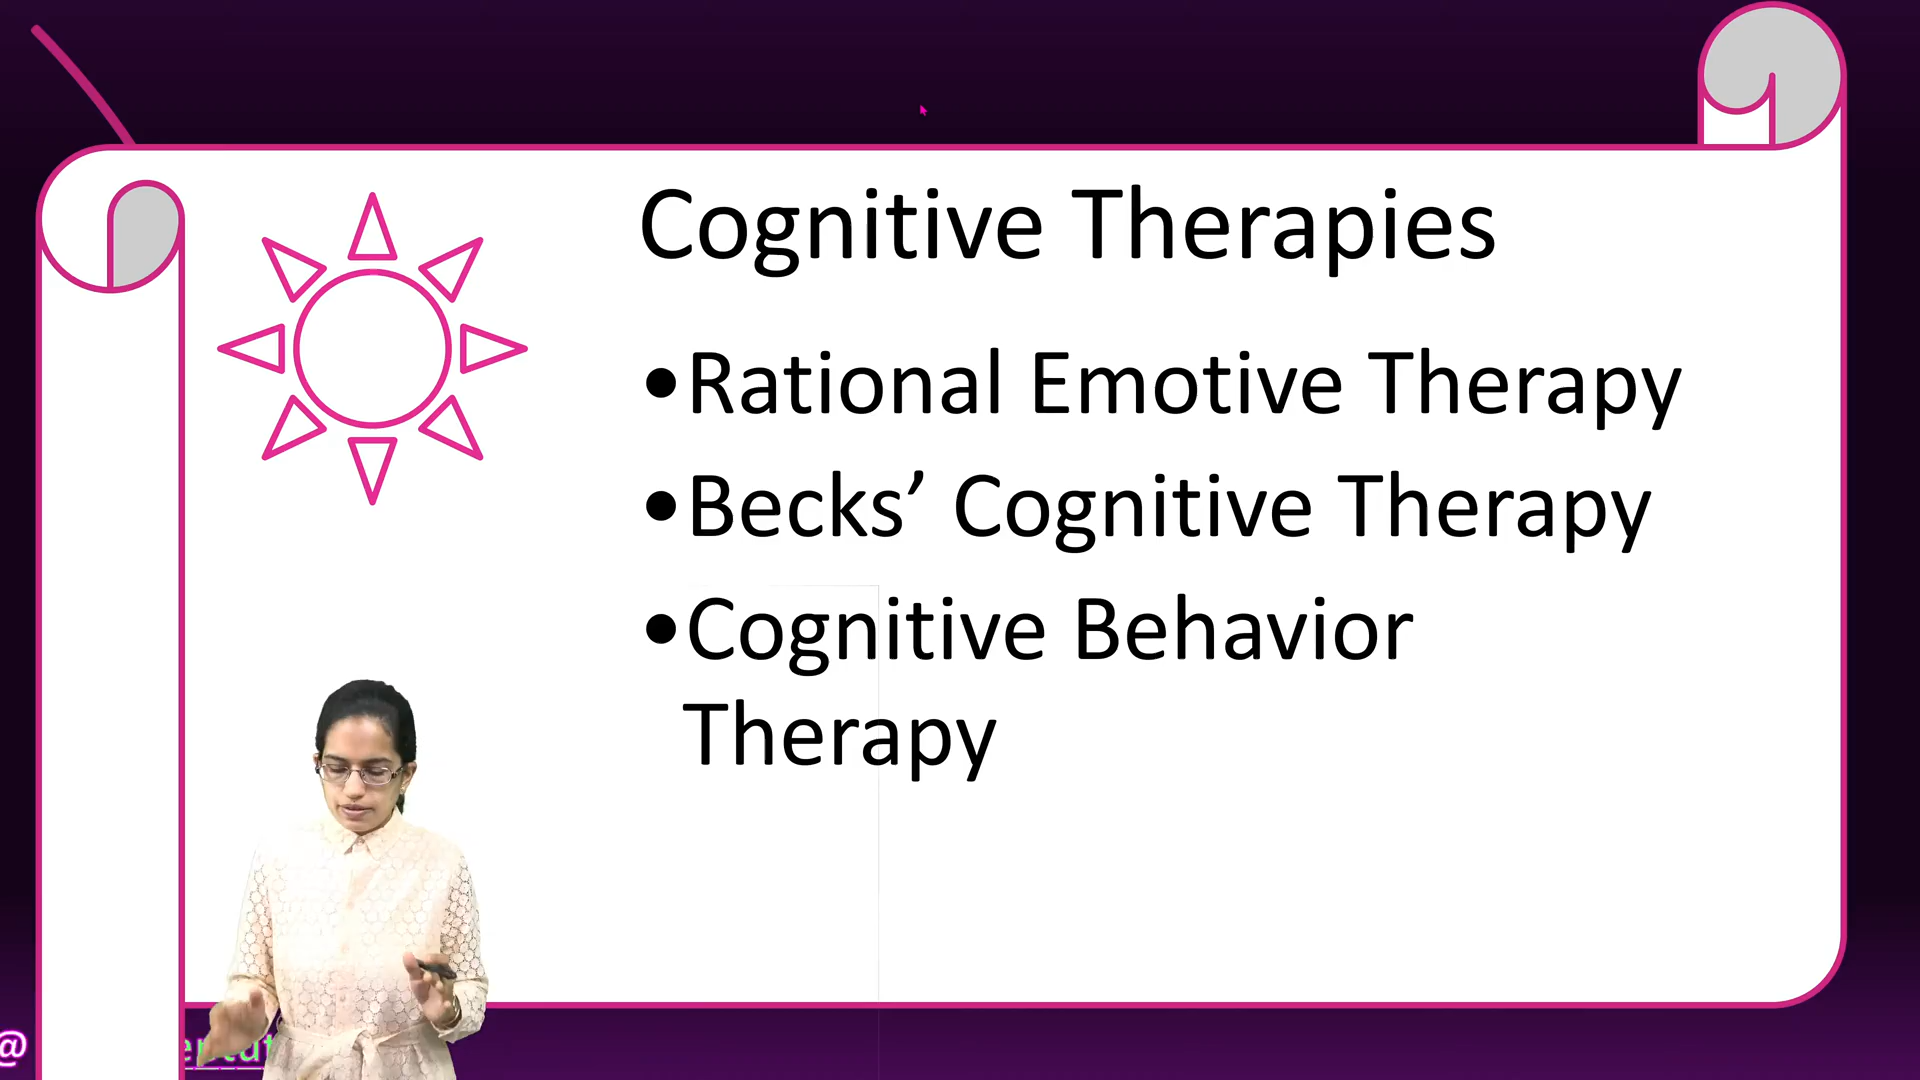 Cognitive Therapies
•Rational Emotive Therapy
•Becks’ Cognitive Therapy
•Cognitive Behavior
Therapy
@